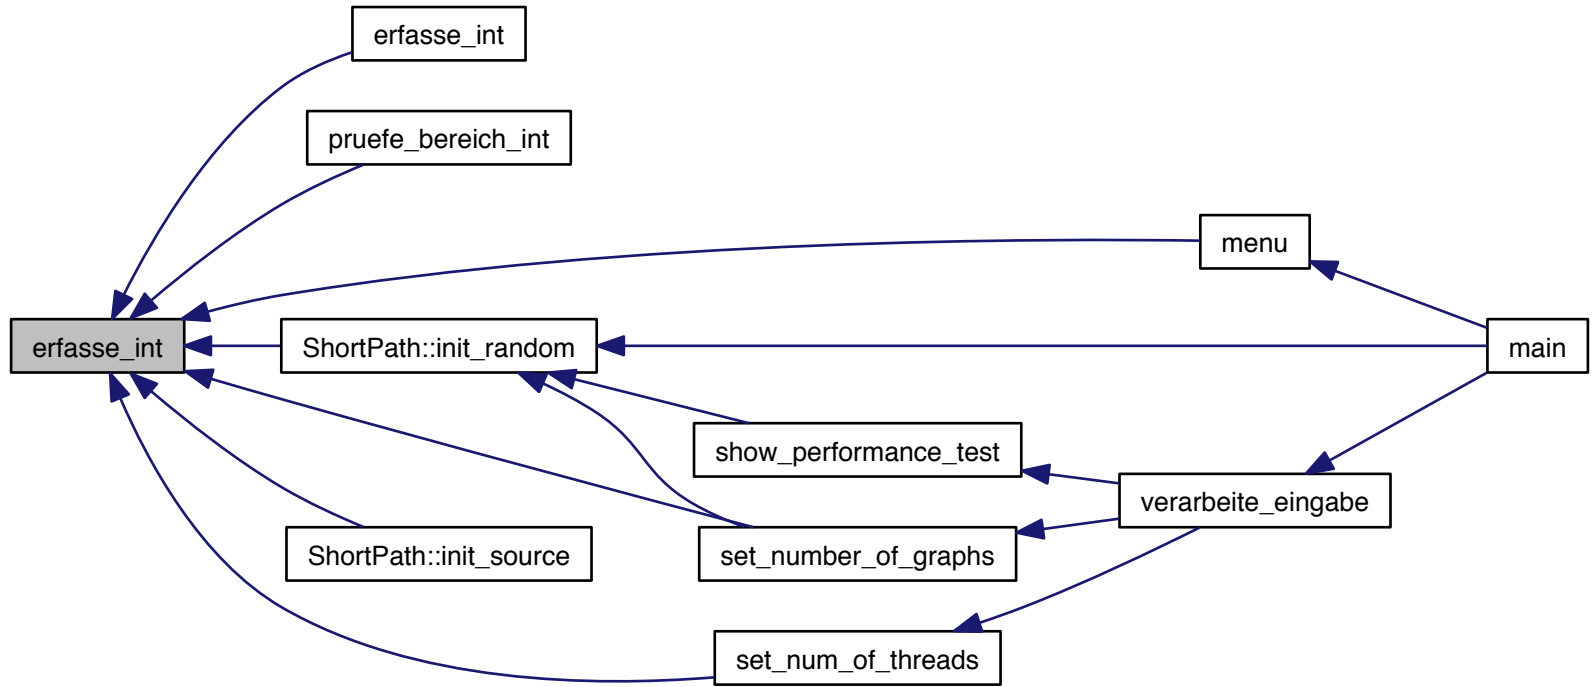 erfasse_int
pruefe_bereich_int
menu
erfasse_int
ShortPath::init_random
main
show_performance_test
verarbeite_eingabe
ShortPath::init_source
set_number_of_graphs
set_num_of_threads